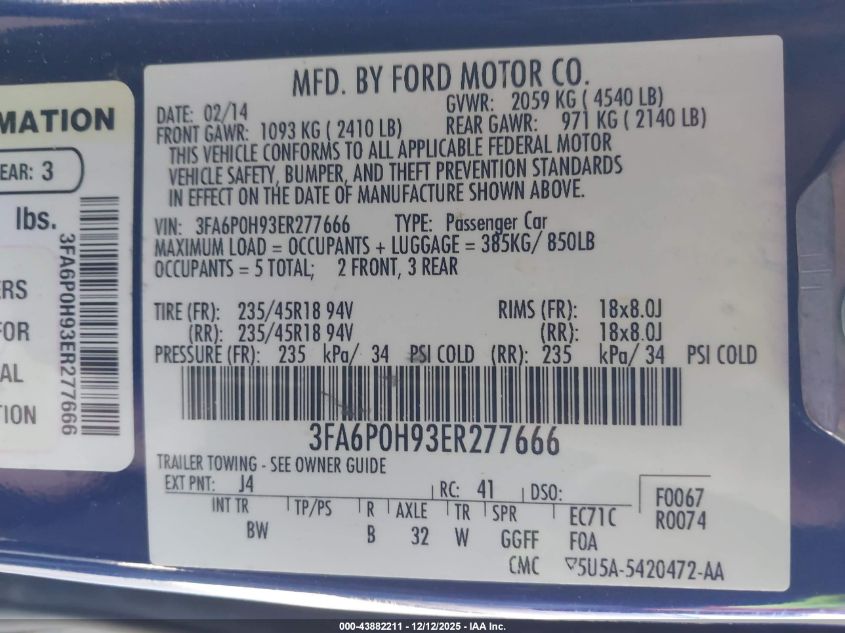 MATION
EAR: 3
lbs.
3FA6P0H93ER277666
ERS
FOR
AL
TION
MFD. BY FORD MOTOR CO.
DATE: 02/14 GVWR: 2059 KG ( 4540 LB)
FRONT GAWR: 1093 KG ( 2410 LB) REAR GAWR: 971 KG ( 2140 LB)
THIS VEHICLE CONFORMS TO ALL APPLICABLE FEDERAL MOTOR
VEHICLE SAFETY, BUMPER, AND THEFT PREVENTION STANDARDS
IN EFFECT ON THE DATE OF MANUFACTURE SHOWN ABOVE.
VIN: 3FA6P0H93ER277666 TYPE: Passenger Car
MAXIMUM LOAD = OCCUPANTS + LUGGAGE = 385KG/ 850LB
OCCUPANTS = 5 TOTAL; 2 FRONT, 3 REAR
TIRE (FR): 235/45R18 94V RIMS (FR): 18x8.0J
(RR): 235/45R18 94V (RR): 18x8.0J
PRESSURE (FR): 235 kPa/ 34 PSI COLD (RR): 235 kPa/ 34 PSI COLD
3FA6P0H93ER277666
TRAILER TOWING - SEE OWNER GUIDE
EXT PNT: J4 RC: 41 DSO: F0067
INT TR TP/PS R AXLE TR SPR EC71C R0074
BW B 32 W GGFF F0A
CMC ▽5U5A-5420472-AA
000-43882211 - 12/12/2025 - IAA Inc.